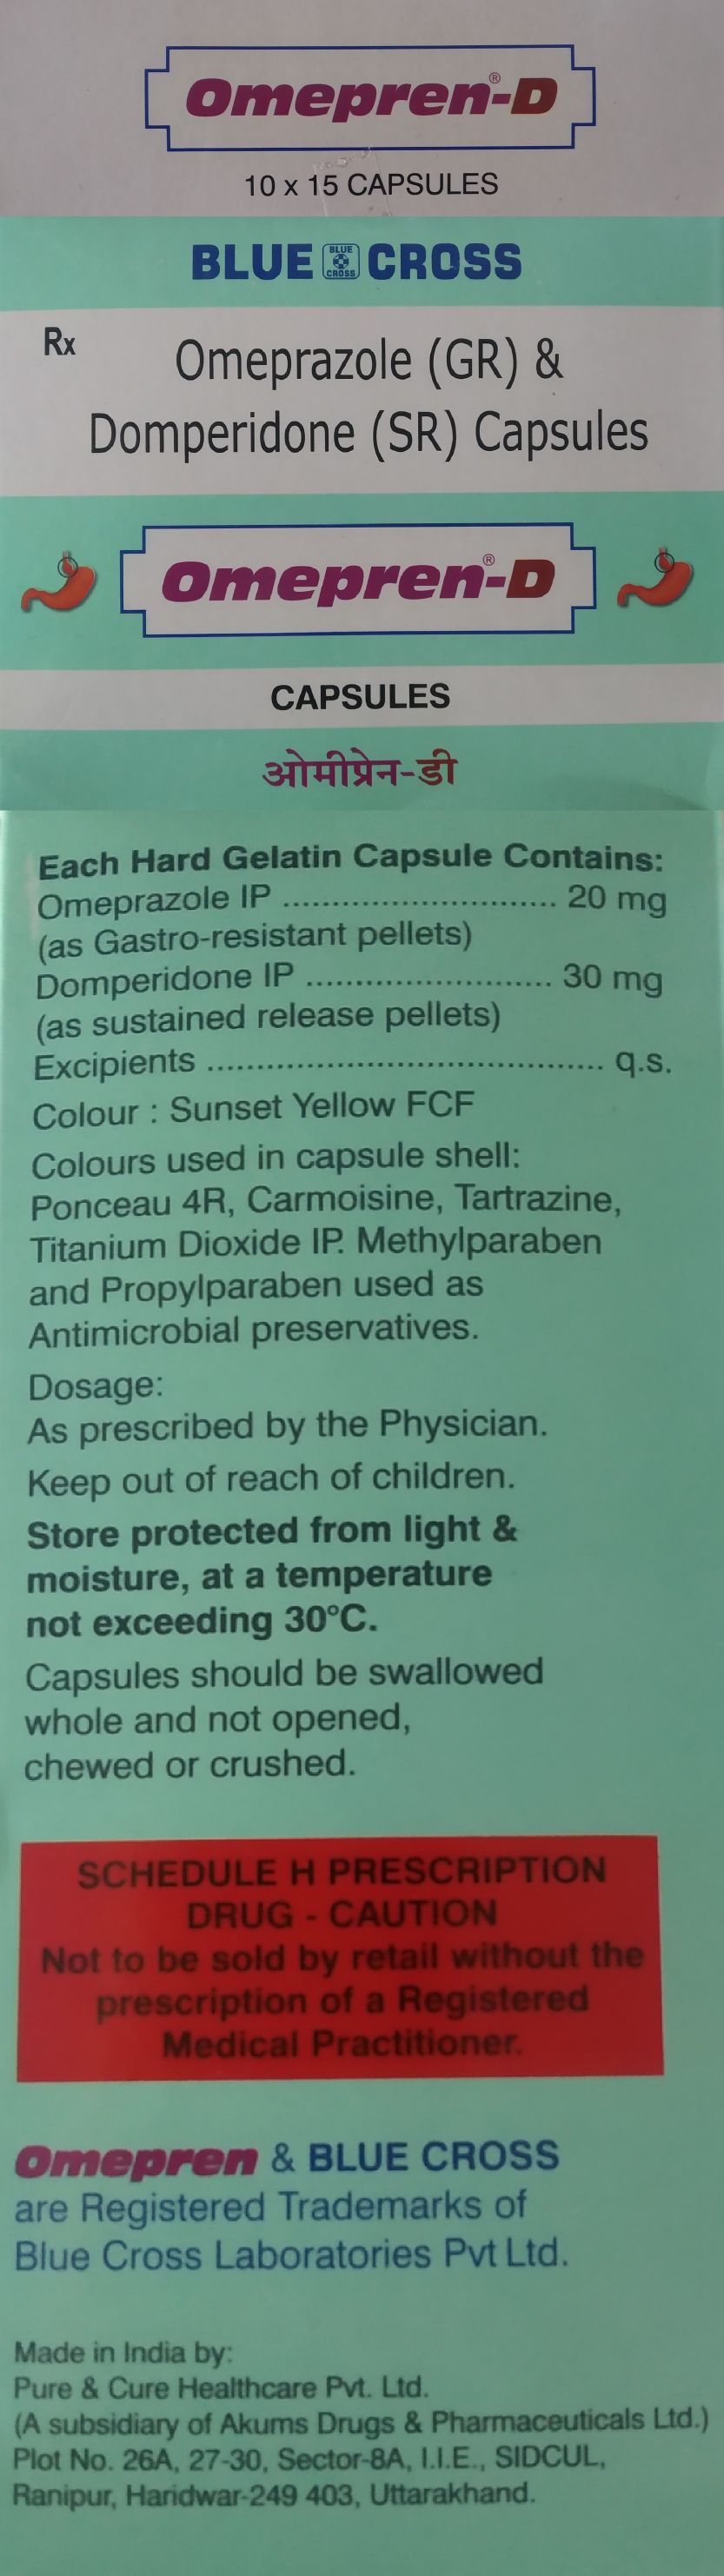 Omepren®-D
10 x 15 CAPSULES
BLUE BLUE CROSS CROSS
Rx
Omeprazole (GR) &
Domperidone (SR) Capsules
Omepren®-D
CAPSULES
ओमीप्रेन-डी
Each Hard Gelatin Capsule Contains:
Omeprazole IP ........................... 20 mg
(as Gastro-resistant pellets)
Domperidone IP ........................ 30 mg
(as sustained release pellets)
Excipients ....................................... q.s.
Colour : Sunset Yellow FCF
Colours used in capsule shell:
Ponceau 4R, Carmoisine, Tartrazine,
Titanium Dioxide IP. Methylparaben
and Propylparaben used as
Antimicrobial preservatives.
Dosage:
As prescribed by the Physician.
Keep out of reach of children.
Store protected from light &
moisture, at a temperature
not exceeding 30°C.
Capsules should be swallowed
whole and not opened,
chewed or crushed.
SCHEDULE H PRESCRIPTION
DRUG - CAUTION
Not to be sold by retail without the
prescription of a Registered
Medical Practitioner.
Omepren & BLUE CROSS
are Registered Trademarks of
Blue Cross Laboratories Pvt Ltd.
Made in India by:
Pure & Cure Healthcare Pvt. Ltd.
(A subsidiary of Akums Drugs & Pharmaceuticals Ltd.)
Plot No. 26A, 27-30, Sector-8A, I.I.E., SIDCUL,
Ranipur, Haridwar-249 403, Uttarakhand.